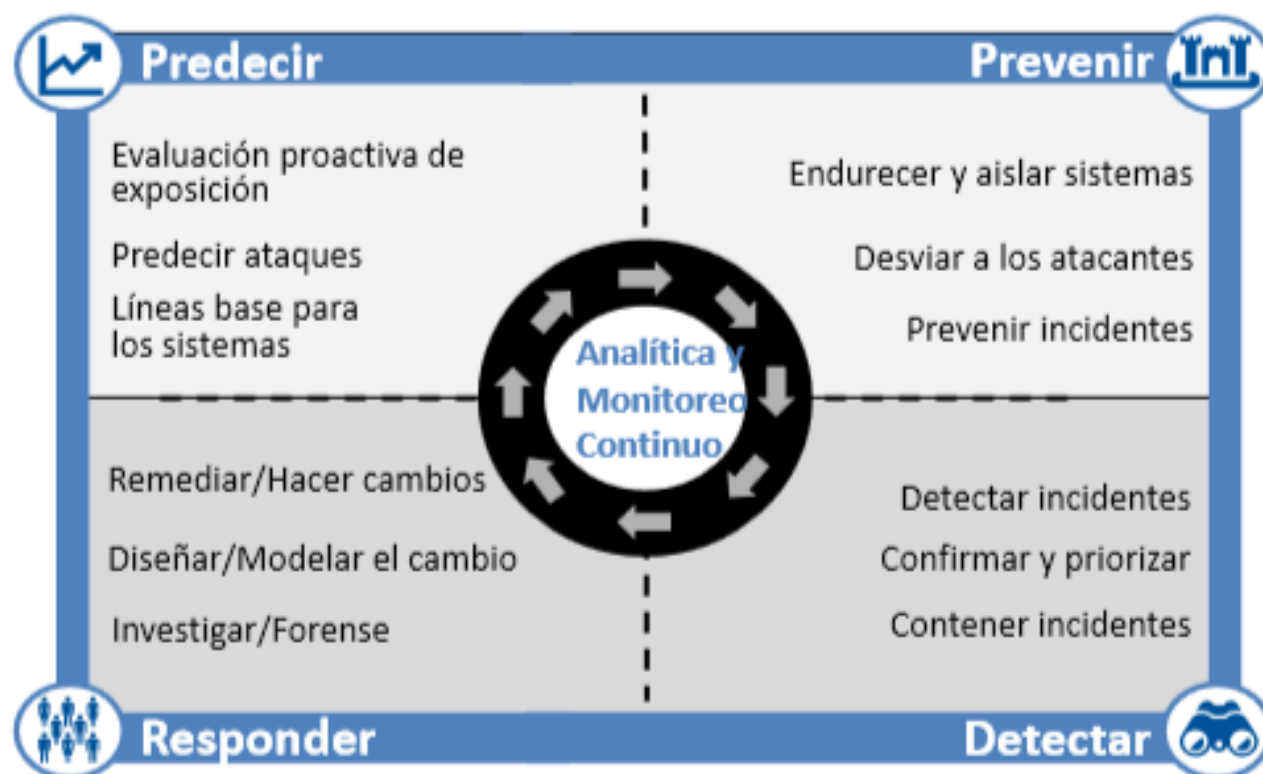 Predecir
Prevenir
Evaluación proactiva de
exposición
Predecir ataques
Líneas base para
los sistemas
Endurecer y aislar sistemas
Desviar a los atacantes
Prevenir incidentes
Analítica y
Monitoreo
Continuo
Remediar/Hacer cambios
Diseñar/Modelar el cambio
Investigar/Forense
Detectar incidentes
Confirmar y priorizar
Contener incidentes
Responder
Detectar